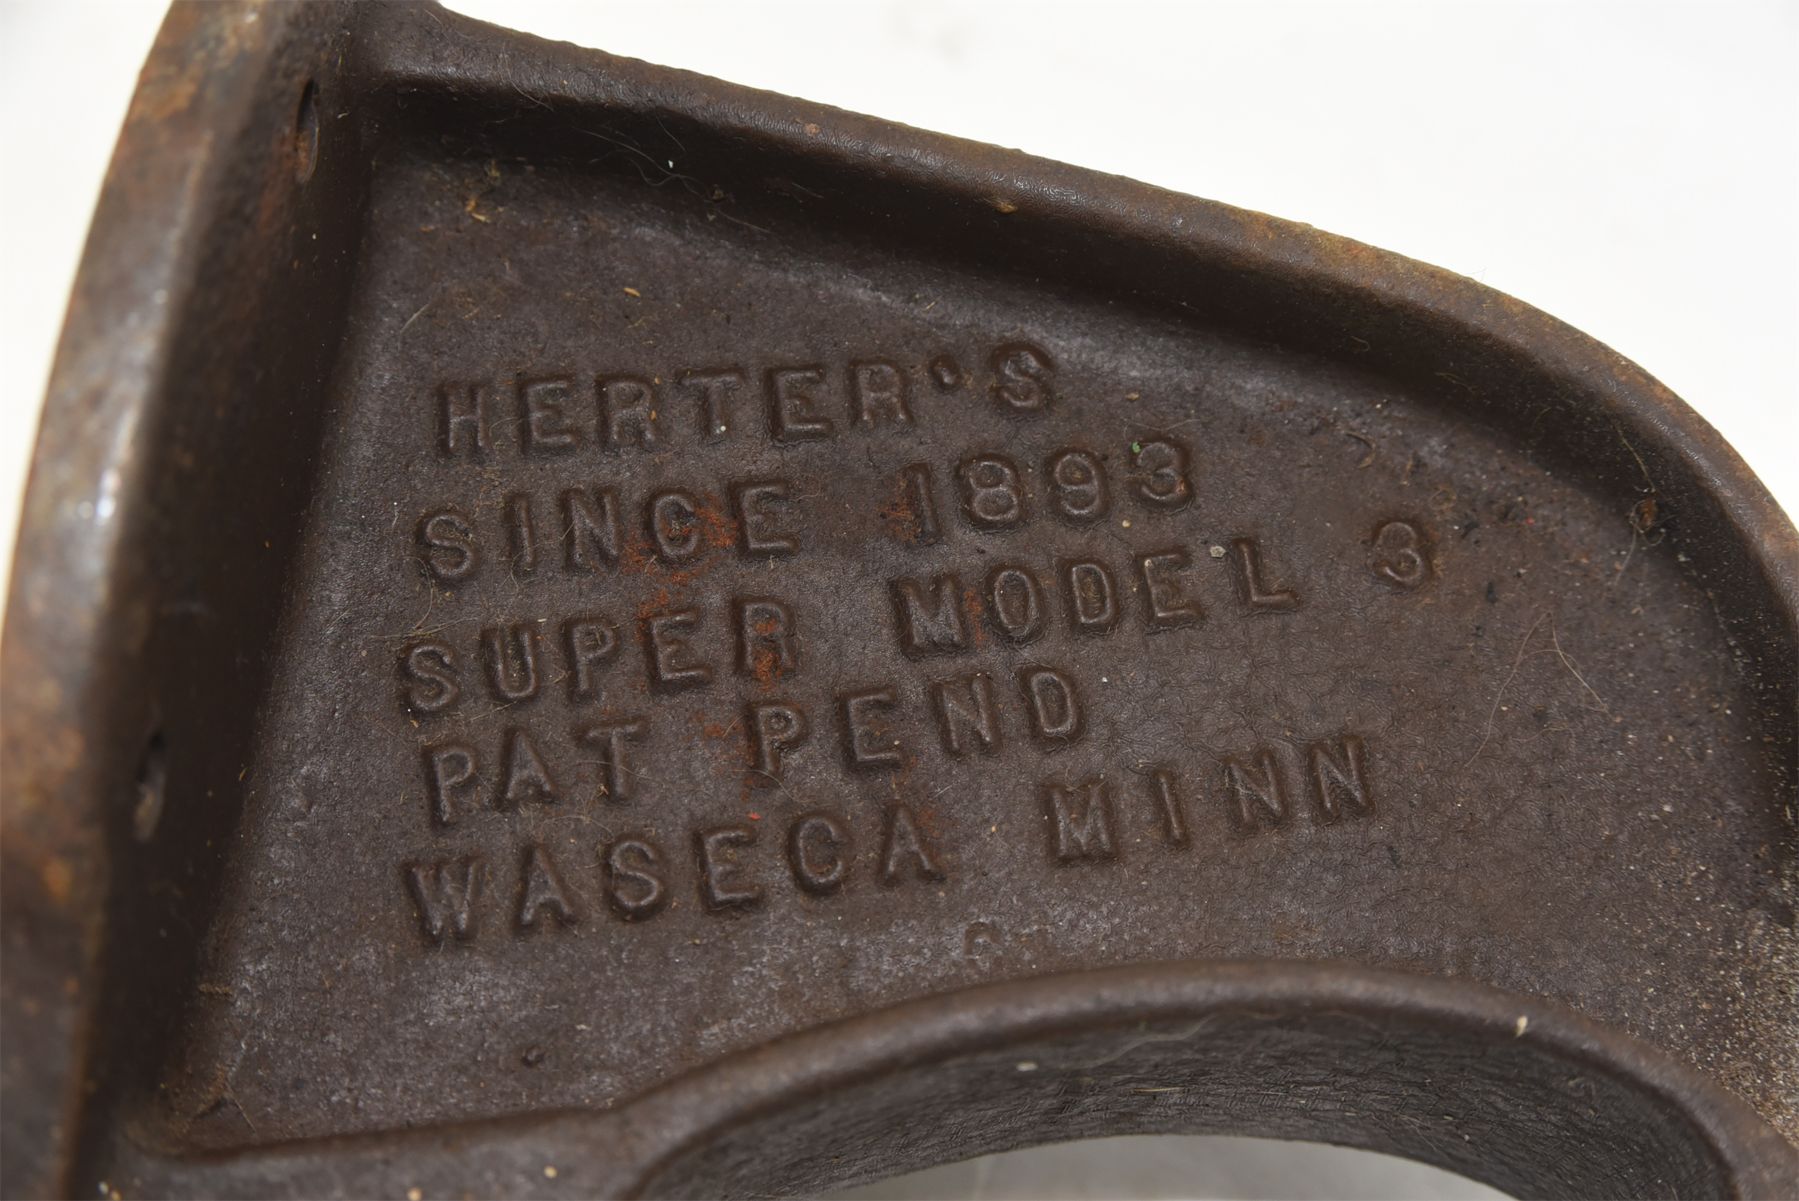 HERTER'S
SINCE 1893
SUPER MODEL 3
PAT PEND
WASECA MINN